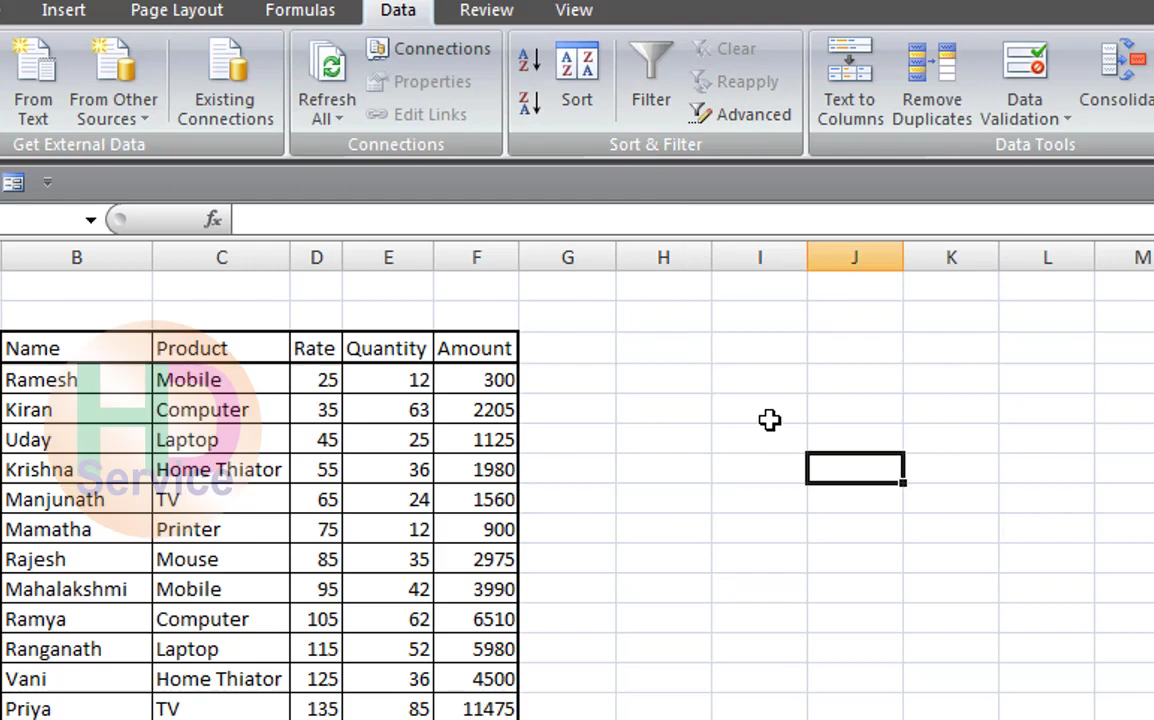 Insert Page Layout Formulas Data Review View
From Text
From Other Sources
Existing Connections
Refresh All
Connections
Properties
Edit Links
A Z
Z A
A Z Z A
Sort
Filter
Clear
Reapply
Advanced
Text to Columns
Remove Duplicates
Data Validation
Consolida
Get External Data Connections Sort & Filter Data Tools
fx
B C D E F G H I J K L M
Name Product Rate Quantity Amount
Ramesh Mobile 25 12 300
Kiran Computer 35 63 2205
Uday Laptop 45 25 1125
Krishna Home Thiator 55 36 1980
Manjunath TV 65 24 1560
Mamatha Printer 75 12 900
Rajesh Mouse 85 35 2975
Mahalakshmi Mobile 95 42 3990
Ramya Computer 105 62 6510
Ranganath Laptop 115 52 5980
Vani Home Thiator 125 36 4500
Priya TV 135 85 11475
HD
Service